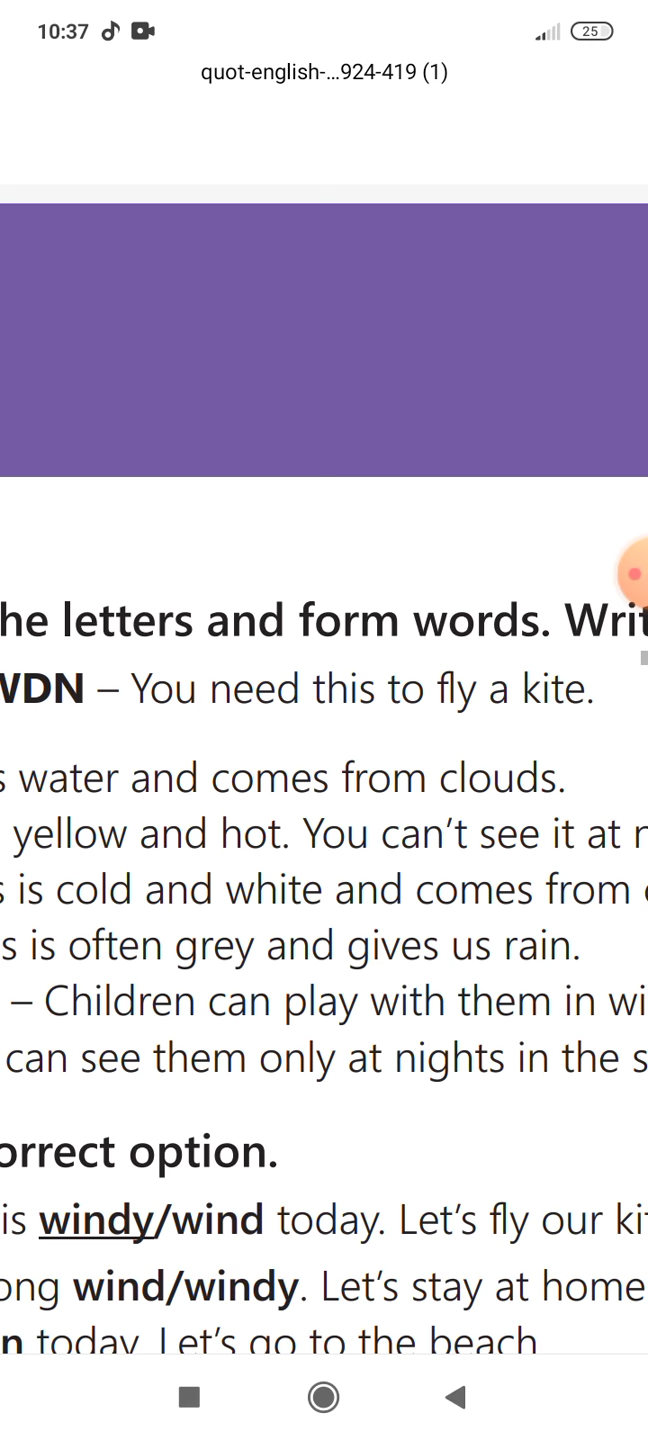 10:37
25
quot-english-...924-419 (1)
he letters and form words. Writ
WDN – You need this to fly a kite.
s water and comes from clouds.
yellow and hot. You can't see it at n
s is cold and white and comes from c
s is often grey and gives us rain.
– Children can play with them in wi
can see them only at nights in the s
orrect option.
is windy/wind today. Let's fly our kit
ong wind/windy. Let's stay at home
n today. Let's go to the beach